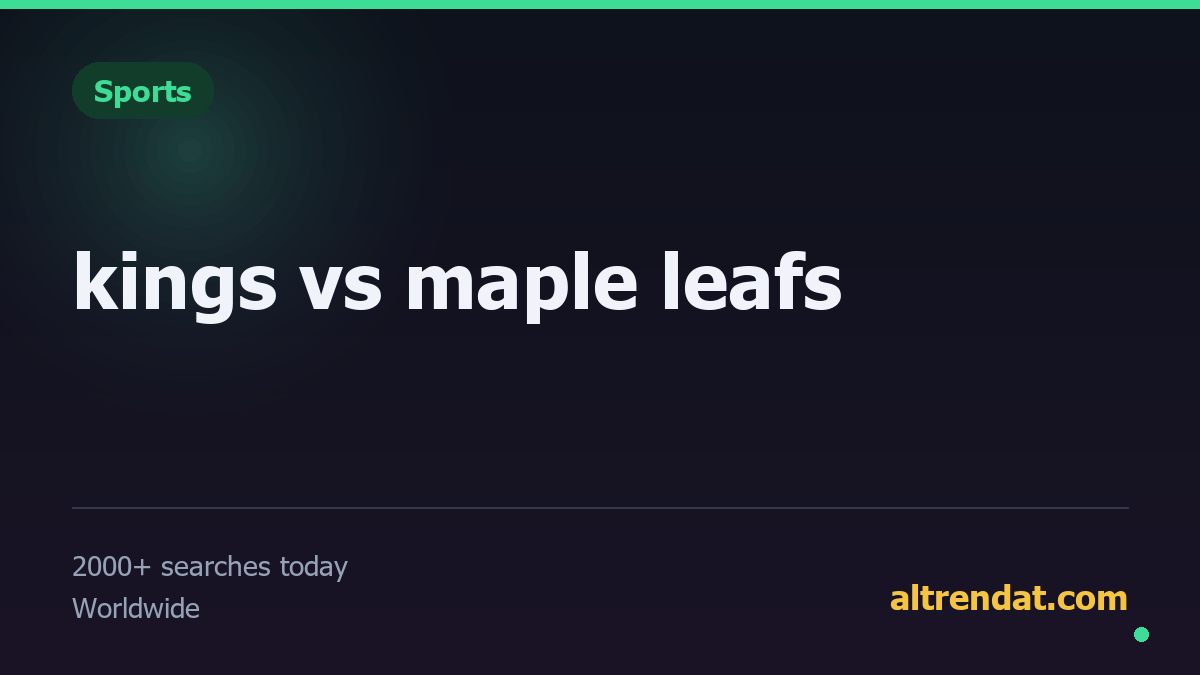 Sports
kings vs maple leafs
2000+ searches today
Worldwide
altrendat.com